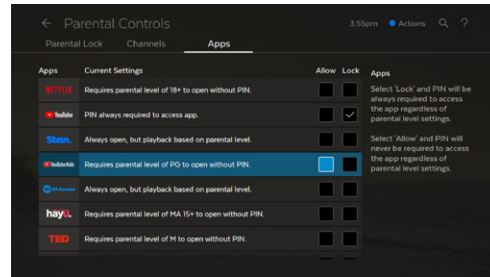 ← Parental Controls
3:55pm Actions ?
Parental Lock Channels Apps
Apps Current Settings Allow Lock
NETFLIX Requires parental level of 18+ to open without PIN.
YouTube PIN always required to access app.
Stan. Always open, but playback based on parental level.
YouTube Kids Requires parental level of PG to open without PIN.
All Access Always open, but playback based on parental level.
hayu. Requires parental level of MA 15+ to open without PIN.
TED Requires parental level of M to open without PIN.
Apps
Select 'Lock' and PIN will be
always required to access
the app regardless of
parental level settings.
Select 'Allow' and PIN will
never be required to access
the app regardless of
parental level settings.